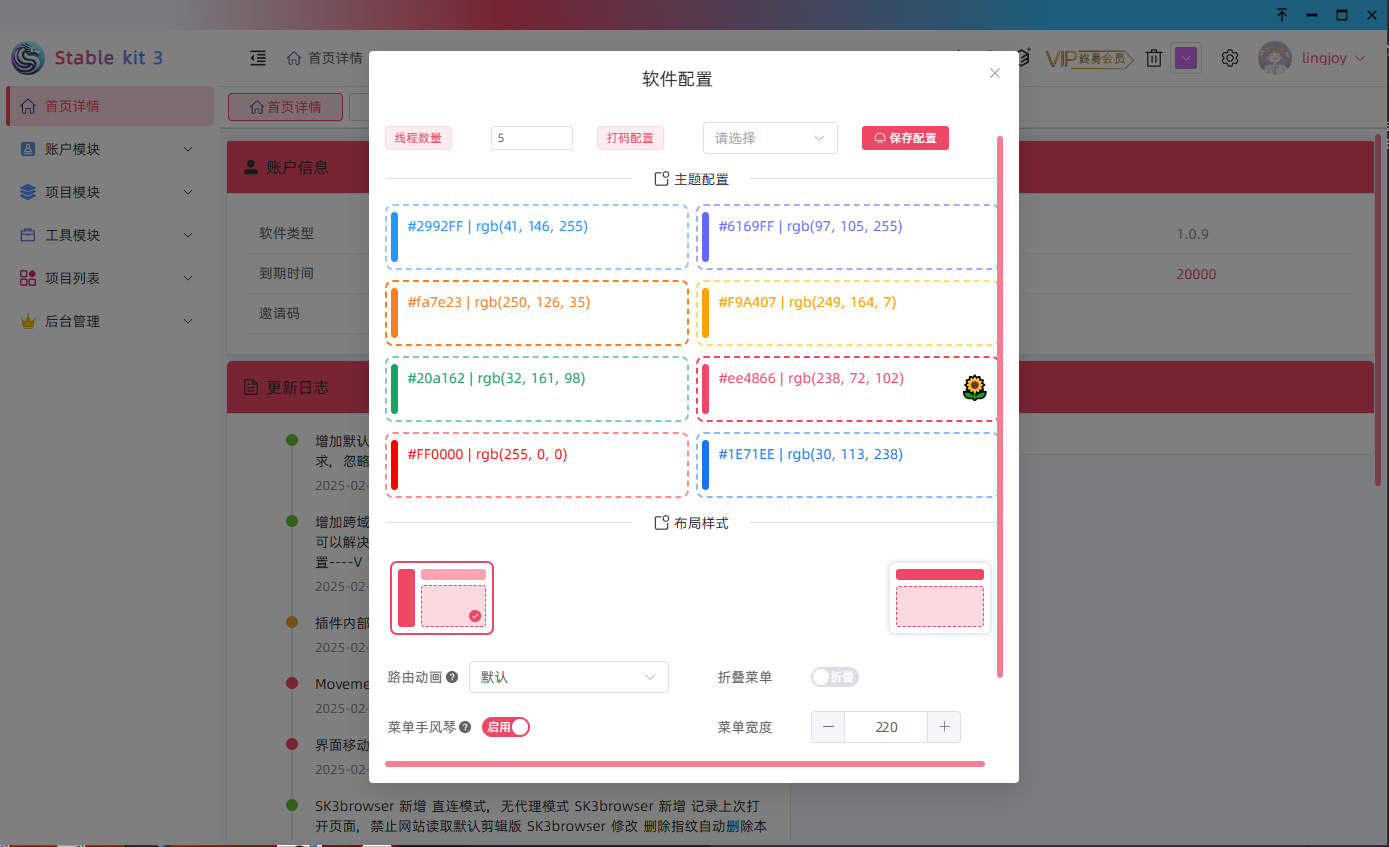 Stable kit 3
首页详情
VIP终身会员
lingjoy
首页详情
账户模块
项目模块
工具模块
项目列表
后台管理
首页详情
账户信息
软件类型
1.0.9
到期时间
20000
邀请码
更新日志
增加默认
求，忽略
2025-02-
增加跨域
可以解决
置----V
2025-02-
插件内部
2025-02-
Moveme
2025-02-
界面移动
2025-02-
SK3browser 新增 直连模式，无代理模式 SK3browser 新增 记录上次打
开页面，禁止网站读取默认剪辑版 SK3browser 修改 删除指纹自动删除本
软件配置
线程数量
5
打码配置
请选择
保存配置
主题配置
#2992FF | rgb(41, 146, 255)
#6169FF | rgb(97, 105, 255)
#fa7e23 | rgb(250, 126, 35)
#F9A407 | rgb(249, 164, 7)
#20a162 | rgb(32, 161, 98)
#ee4866 | rgb(238, 72, 102)
#FF0000 | rgb(255, 0, 0)
#1E71EE | rgb(30, 113, 238)
布局样式
路由动画
默认
折叠菜单
折叠
菜单手风琴
启用
菜单宽度
220